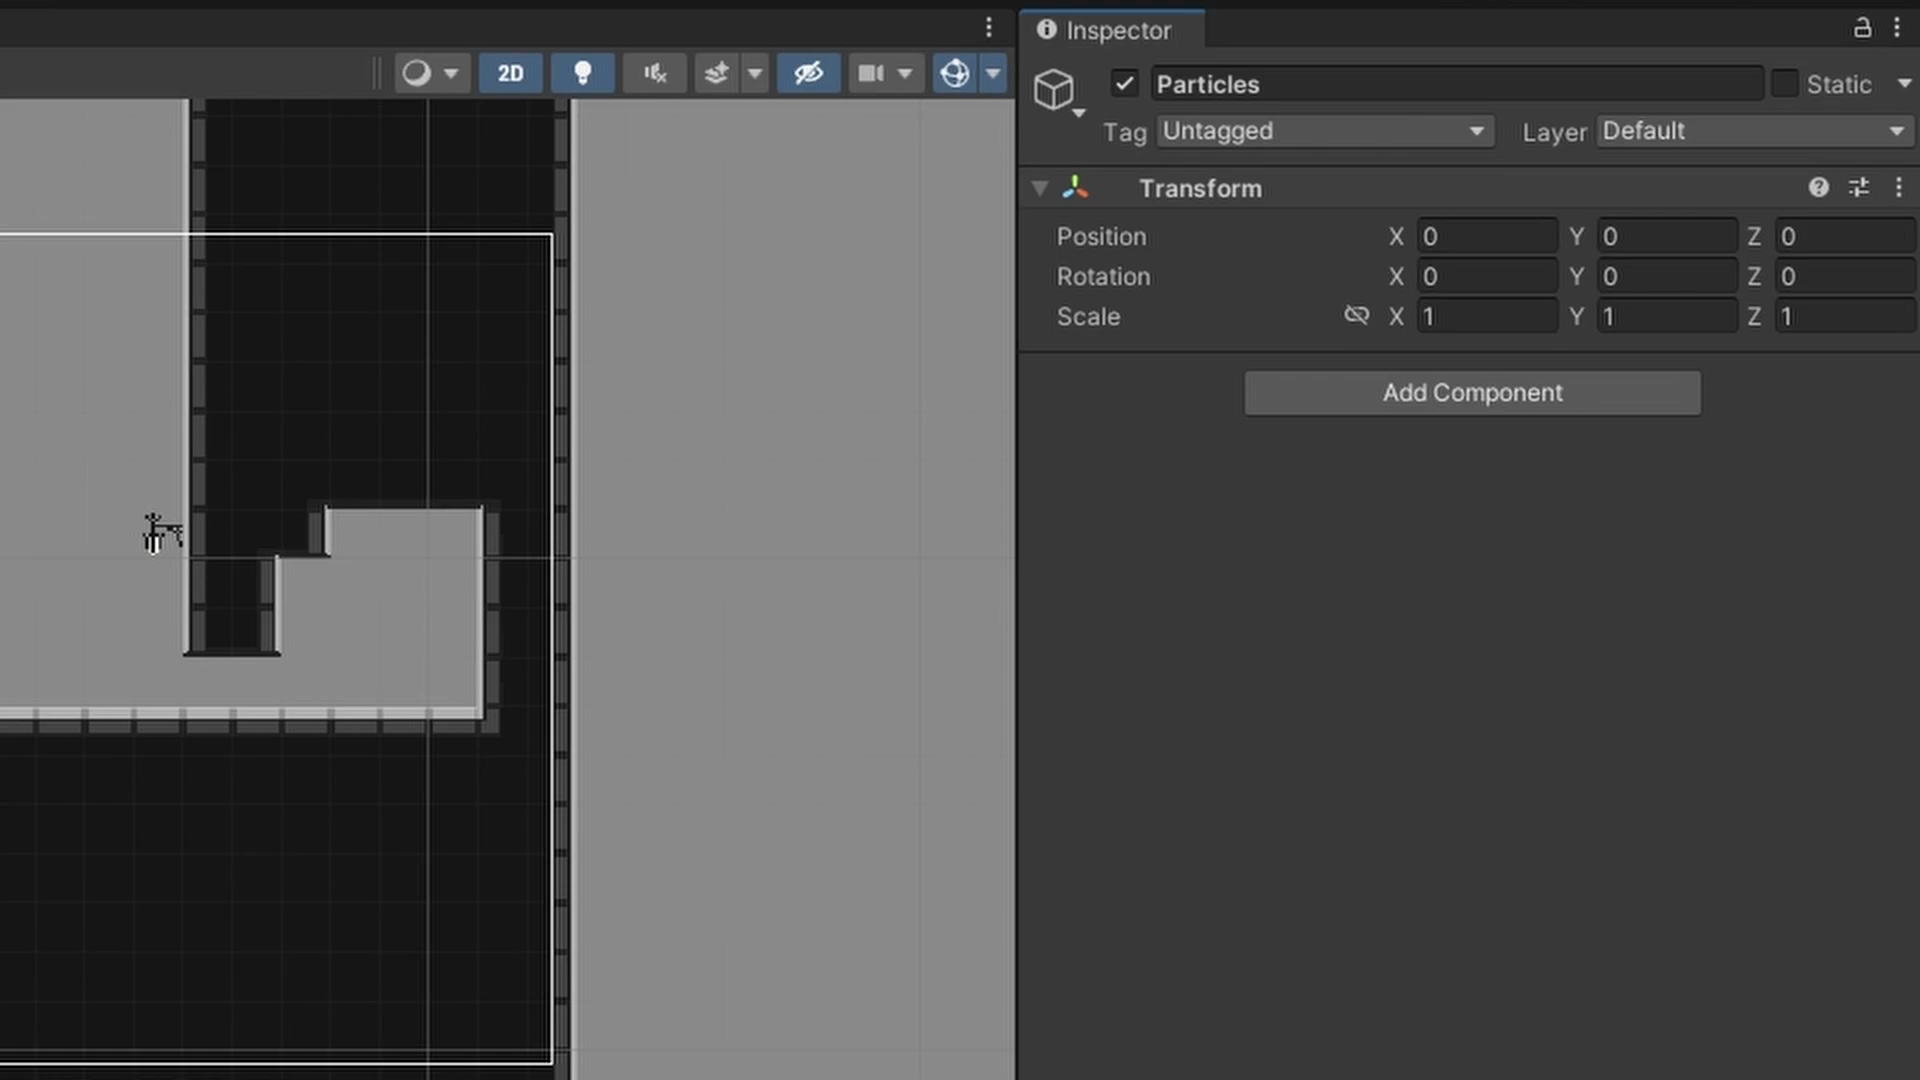 Inspector
2D
Particles
Static
Tag Untagged Layer Default
Transform
Position X 0 Y 0 Z 0
Rotation X 0 Y 0 Z 0
Scale X 1 Y 1 Z 1
Add Component